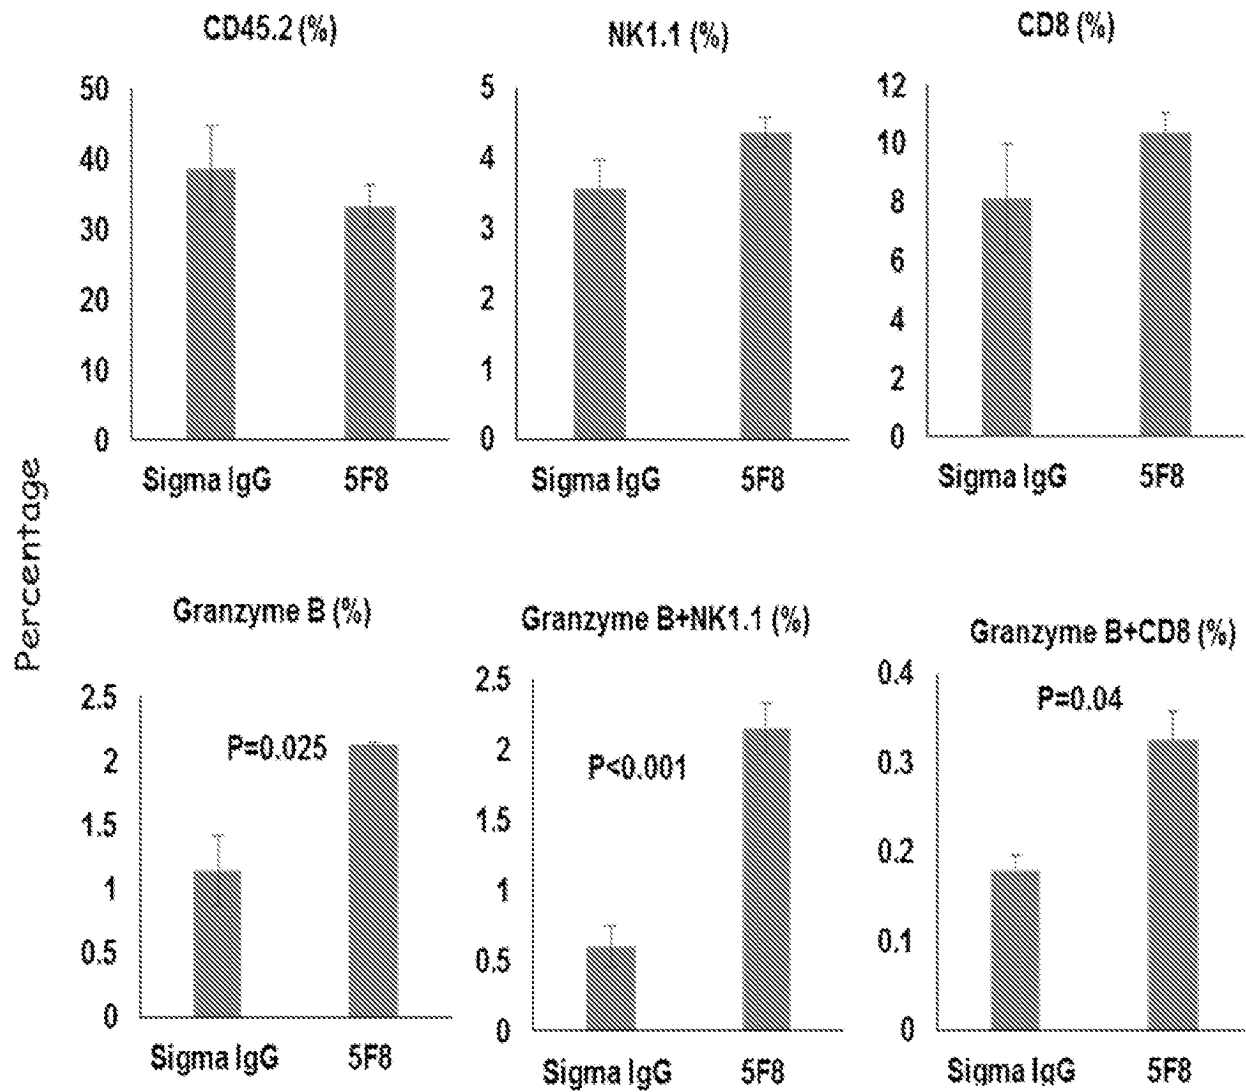 CD45.2 (%)
50
40
30
20
10
0
Sigma IgG 5F8
NK1.1 (%)
5
4
3
2
1
0
Sigma IgG 5F8
CD8 (%)
12
10
8
6
4
2
0
Sigma IgG 5F8
Percentage
Granzyme B (%)
2.5
2
1.5
1
0.5
0
P=0.025
Sigma IgG 5F8
Granzyme B+NK1.1 (%)
2.5
2
1.5
1
0.5
0
P<0.001
Sigma IgG 5F8
Granzyme B+CD8 (%)
0.4
0.3
0.2
0.1
0
P=0.04
Sigma IgG 5F8